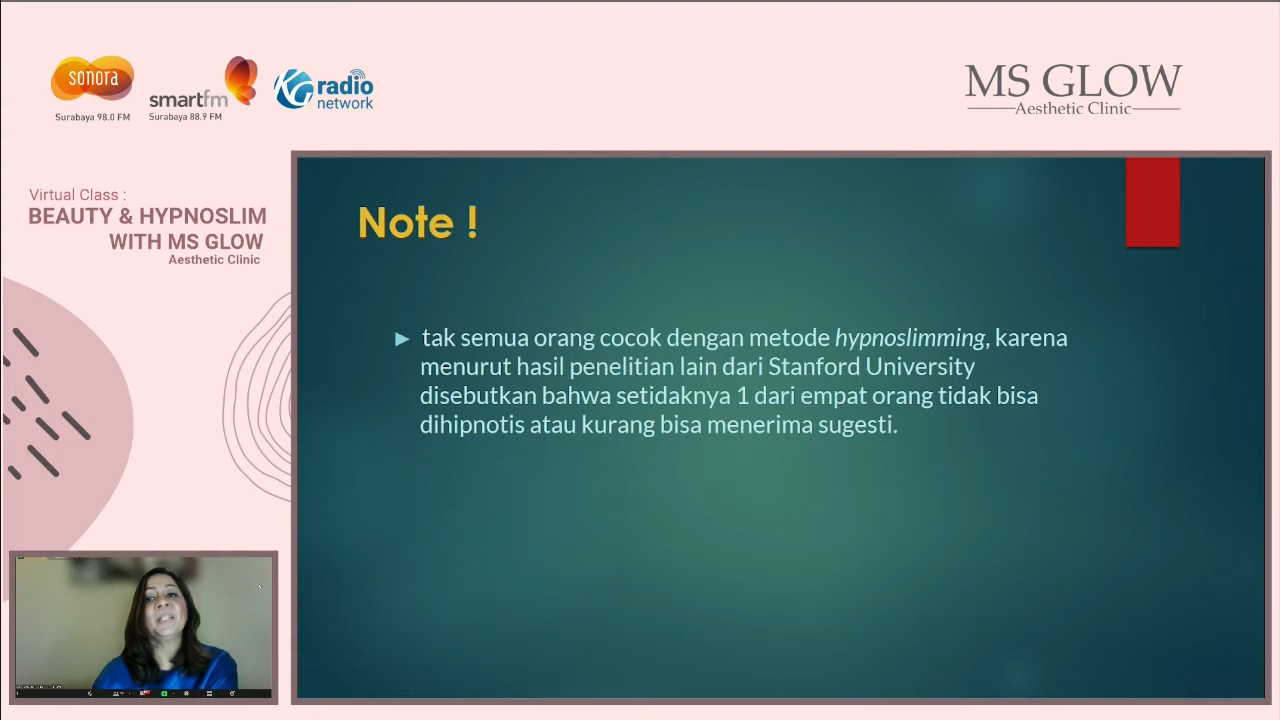 sonora
Surabaya 98.0 FM
smartfm
Surabaya 88.9 FM
KG radio
network
MS GLOW
Aesthetic Clinic
Virtual Class :
BEAUTY & HYPNOSLIM
WITH MS GLOW
Aesthetic Clinic
Note !
► tak semua orang cocok dengan metode hypnoslimming, karena
menurut hasil penelitian lain dari Stanford University
disebutkan bahwa setidaknya 1 dari empat orang tidak bisa
dihipnotis atau kurang bisa menerima sugesti.